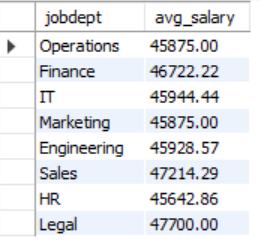 jobdept avg_salary
Operations 45875.00
Finance 46722.22
IT 45944.44
Marketing 45875.00
Engineering 45928.57
Sales 47214.29
HR 45642.86
Legal 47700.00